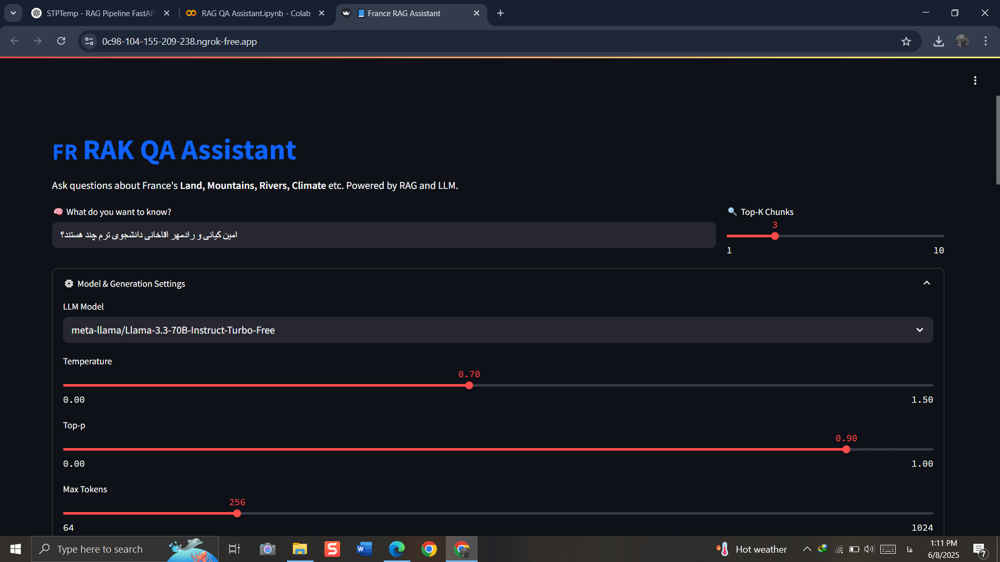 STPTemp - RAG Pipeline FastAP
RAG QA Assistant.ipynb - Colab
France RAG Assistant
0c98-104-155-209-238.ngrok-free.app
FR RAK QA Assistant
Ask questions about France's Land, Mountains, Rivers, Climate etc. Powered by RAG and LLM.
🧠 What do you want to know?
امین کیانی و رادمهر اقاخانی دانشجوی ترم چند هستند؟
🔍 Top-K Chunks
3
1
10
⚙️ Model & Generation Settings
LLM Model
meta-llama/Llama-3.3-70B-Instruct-Turbo-Free
Temperature
0.70
0.00
1.50
Top-p
0.90
0.00
1.00
Max Tokens
256
64
1024
Type here to search
Hot weather
فا
1:11 PM
6/8/2025
7